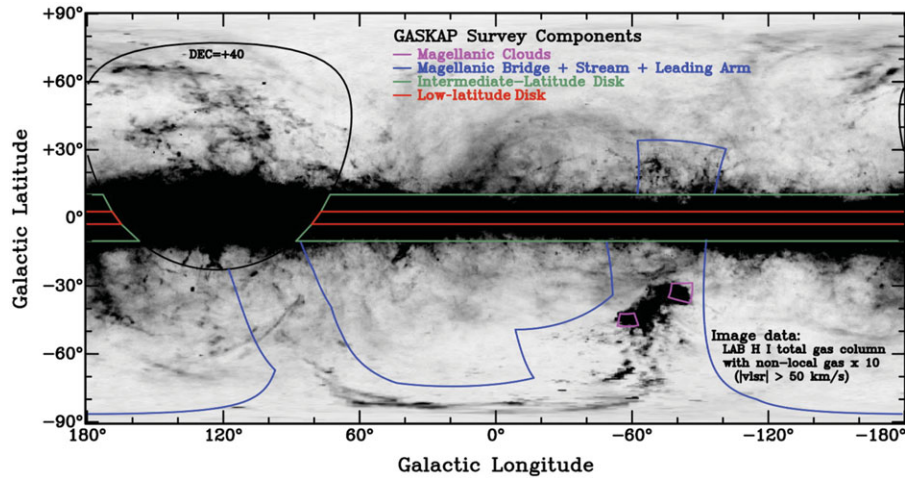 +90°
+60°
+30°
0°
−30°
−60°
−90°
Galactic Latitude
DEC=+40
GASKAP Survey Components
Magellanic Clouds
Magellanic Bridge + Stream + Leading Arm
Intermediate−Latitude Disk
Low−latitude Disk
Image data:
LAB H I total gas column
with non−local gas x 10
(|vlsr| > 50 km/s)
180° 120° 60° 0° −60° −120° −180°
Galactic Longitude